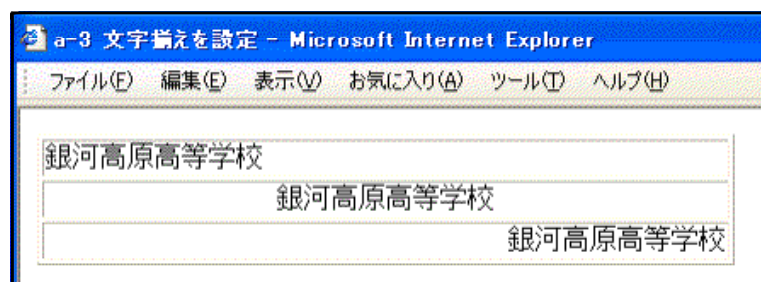 a-3 文字揃えを設定 - Microsoft Internet Explorer
ファイル(F) 編集(E) 表示(V) お気に入り(A) ツール(T) ヘルプ(H)
銀河高原高等学校
銀河高原高等学校
銀河高原高等学校